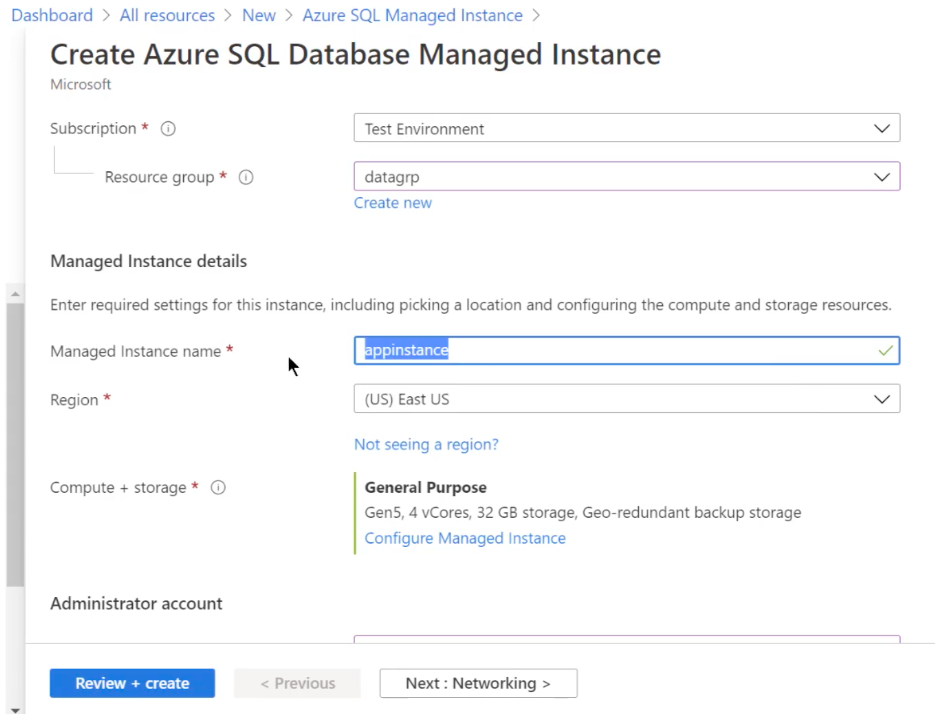 Dashboard > All resources > New > Azure SQL Managed Instance >
Create Azure SQL Database Managed Instance
Microsoft
Subscription * Test Environment
Resource group * datagrp
Create new
Managed Instance details
Enter required settings for this instance, including picking a location and configuring the compute and storage resources.
Managed Instance name * appinstance
Region * (US) East US
Not seeing a region?
Compute + storage * General Purpose
Gen5, 4 vCores, 32 GB storage, Geo-redundant backup storage
Configure Managed Instance
Administrator account
Review + create < Previous Next : Networking >